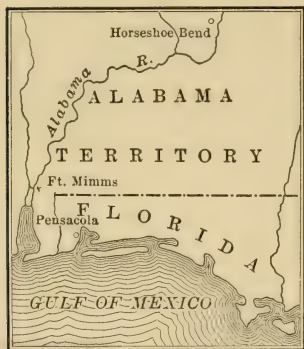 Horseshoe Bend
Alabama R.
ALABAMA
TERRITORY
Ft. Mimms
FLORIDA
Pensacola
GULF OF MEXICO